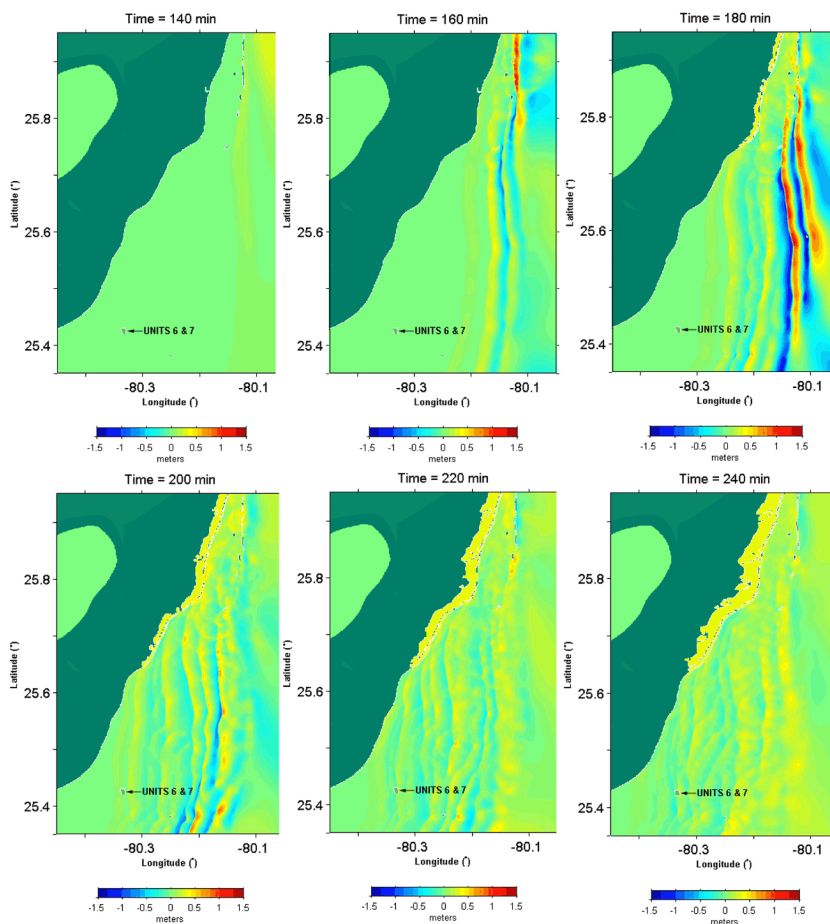 Time = 140 min
25.8
25.6
25.4
Latitude (°)
UNITS 6 & 7
-80.3
-80.1
Longitude (°)
-1.5 -1 -0.5 0 0.5 1 1.5
meters
Time = 160 min
25.8
25.6
25.4
Latitude (°)
UNITS 6 & 7
-80.3
-80.1
Longitude (°)
-1.5 -1 -0.5 0 0.5 1 1.5
meters
Time = 180 min
25.8
25.6
25.4
Latitude (°)
UNITS 6 & 7
-80.3
-80.1
Longitude (°)
-1.5 -1 -0.5 0 0.5 1 1.5
meters
Time = 200 min
25.8
25.6
25.4
Latitude (°)
UNITS 6 & 7
-80.3
-80.1
Longitude (°)
-1.5 -1 -0.5 0 0.5 1 1.5
meters
Time = 220 min
25.8
25.6
25.4
Latitude (°)
UNITS 6 & 7
-80.3
-80.1
Longitude (°)
-1.5 -1 -0.5 0 0.5 1 1.5
meters
Time = 240 min
25.8
25.6
25.4
Latitude (°)
UNITS 6 & 7
-80.3
-80.1
Longitude (°)
-1.5 -1 -0.5 0 0.5 1 1.5
meters